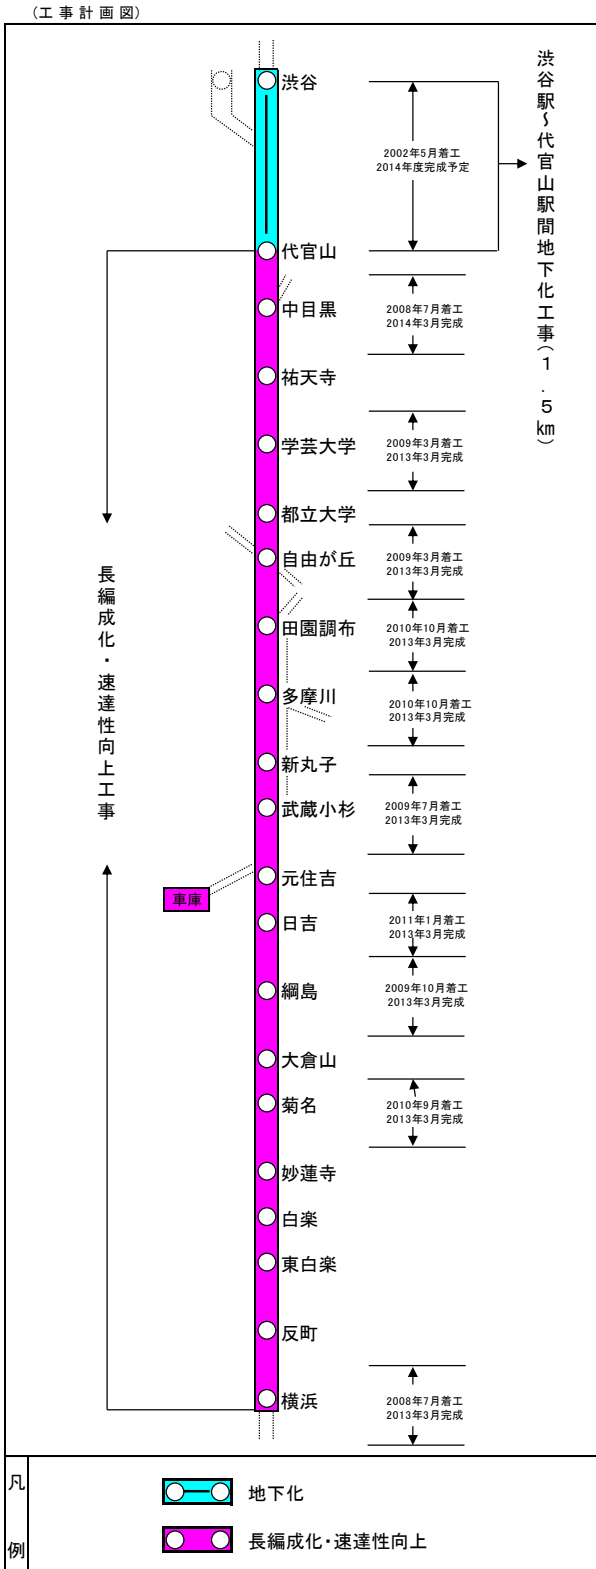 (工事計画図)
渋谷
2002年5月着工
2014年度完成予定
渋谷駅～代官山駅間地下化工事(１．５㎞)
代官山
中目黒
2008年7月着工
2014年3月完成
祐天寺
学芸大学
2009年3月着工
2013年3月完成
都立大学
自由が丘
2009年3月着工
2013年3月完成
長編成化・速達性向上工事
田園調布
2010年10月着工
2013年3月完成
多摩川
2010年10月着工
2013年3月完成
新丸子
武蔵小杉
2009年7月着工
2013年3月完成
元住吉
車庫
日吉
2011年1月着工
2013年3月完成
綱島
2009年10月着工
2013年3月完成
大倉山
菊名
2010年9月着工
2013年3月完成
妙蓮寺
白楽
東白楽
反町
横浜
2008年7月着工
2013年3月完成
凡例
地下化
長編成化・速達性向上